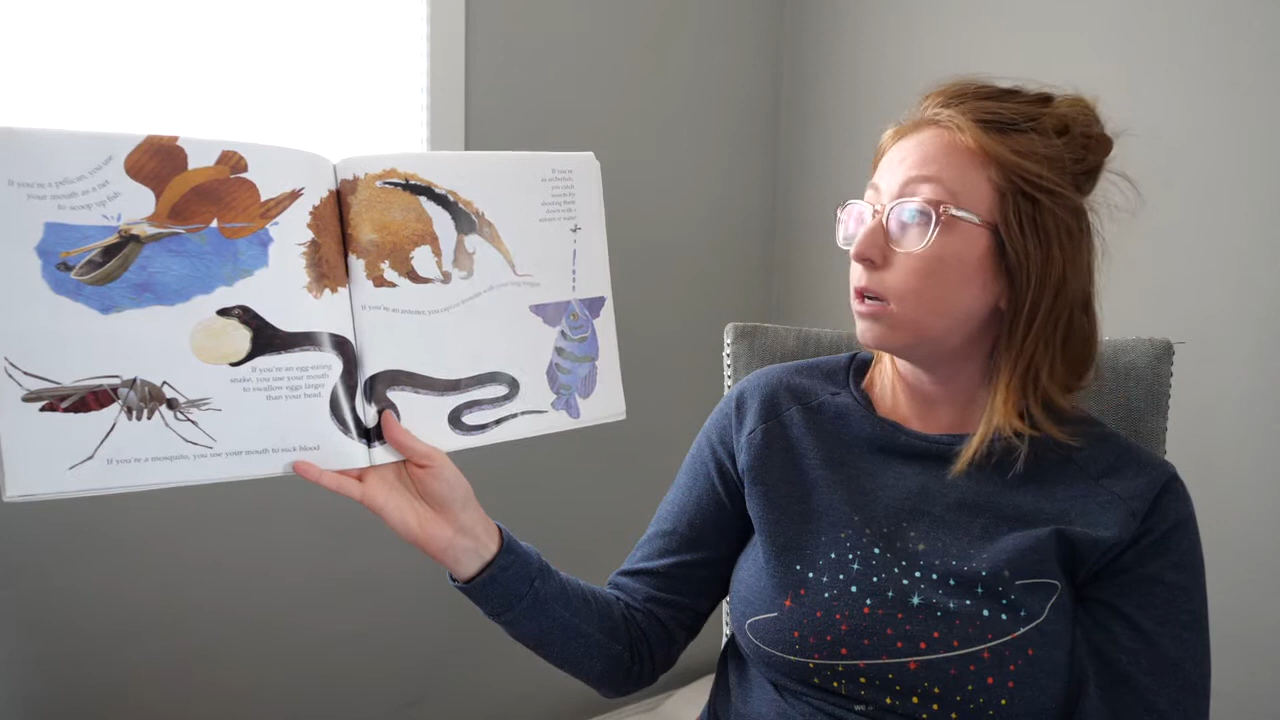 If you're a pelican, you use
your mouth as a net
to scoop up fish.
If you're an egg-eating
snake, you use your mouth
to swallow eggs larger
than your head.
If you're a mosquito, you use your mouth to suck blood.
If you're an anteater, you capture termites with your long tongue.
If you're
an archerfish,
you catch
insects by
shooting them
down with a
stream of water.
we